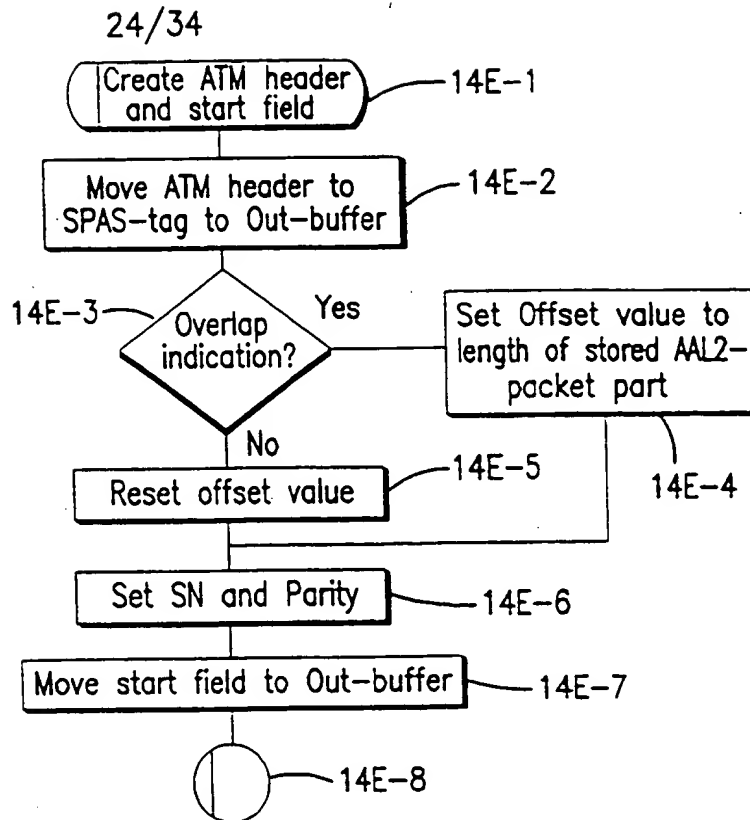 24/34
Create ATM header
and start field
14E-1
Move ATM header to
SPAS-tag to Out-buffer
14E-2
14E-3
Overlap
indication?
Yes
Set Offset value to
length of stored AAL2-
packet part
14E-4
No
Reset offset value
14E-5
Set SN and Parity
14E-6
Move start field to Out-buffer
14E-7
14E-8